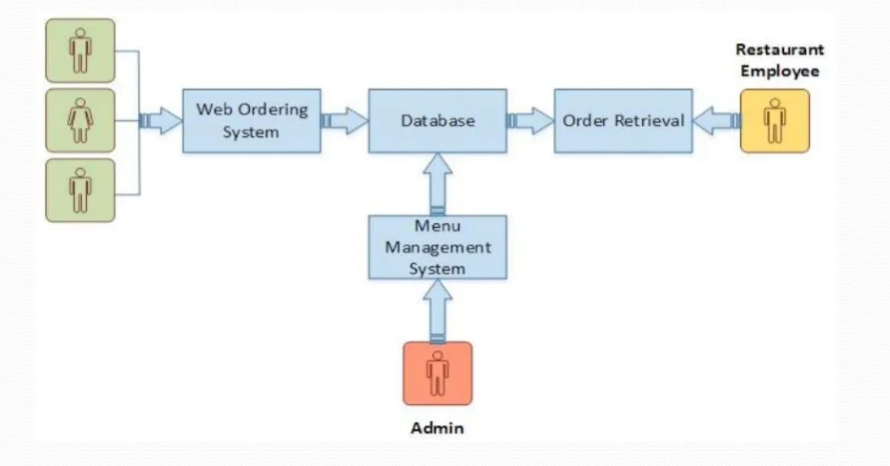 Restaurant
Employee
Web Ordering
System
Database
Order Retrieval
Menu
Management
System
Admin